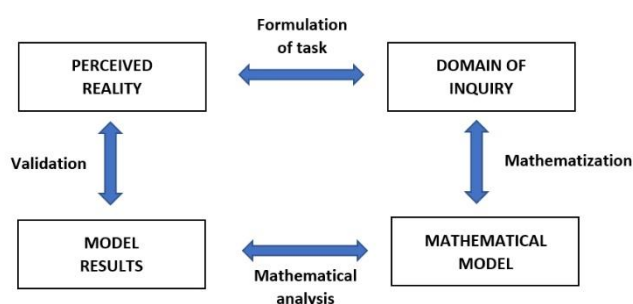 Formulation
of task
PERCEIVED
REALITY
DOMAIN OF
INQUIRY
Validation
Mathematization
MODEL
RESULTS
MATHEMATICAL
MODEL
Mathematical
analysis